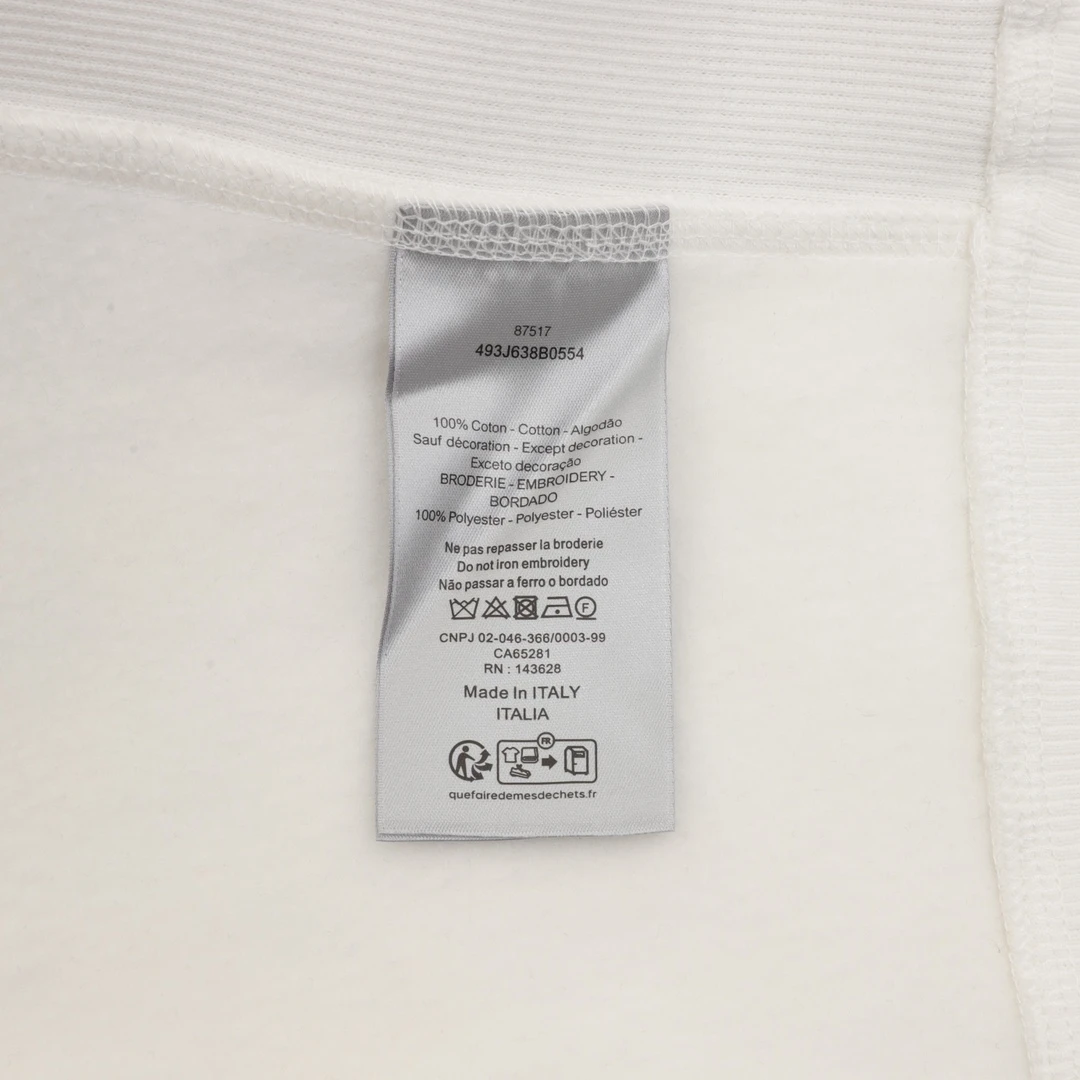 87517
493J638B0554
100% Coton - Cotton - Algodão
Sauf décoration - Except decoration -
Exceto decoração
BRODERIE - EMBROIDERY -
BORDADO
100% Polyester - Polyester - Poliéster
Ne pas repasser la broderie
Do not iron embroidery
Não passar a ferro o bordado
F
CNPJ 02-046-366/0003-99
CA65281
RN : 143628
Made In ITALY
ITALIA
FR
quefairedemesdechets.fr